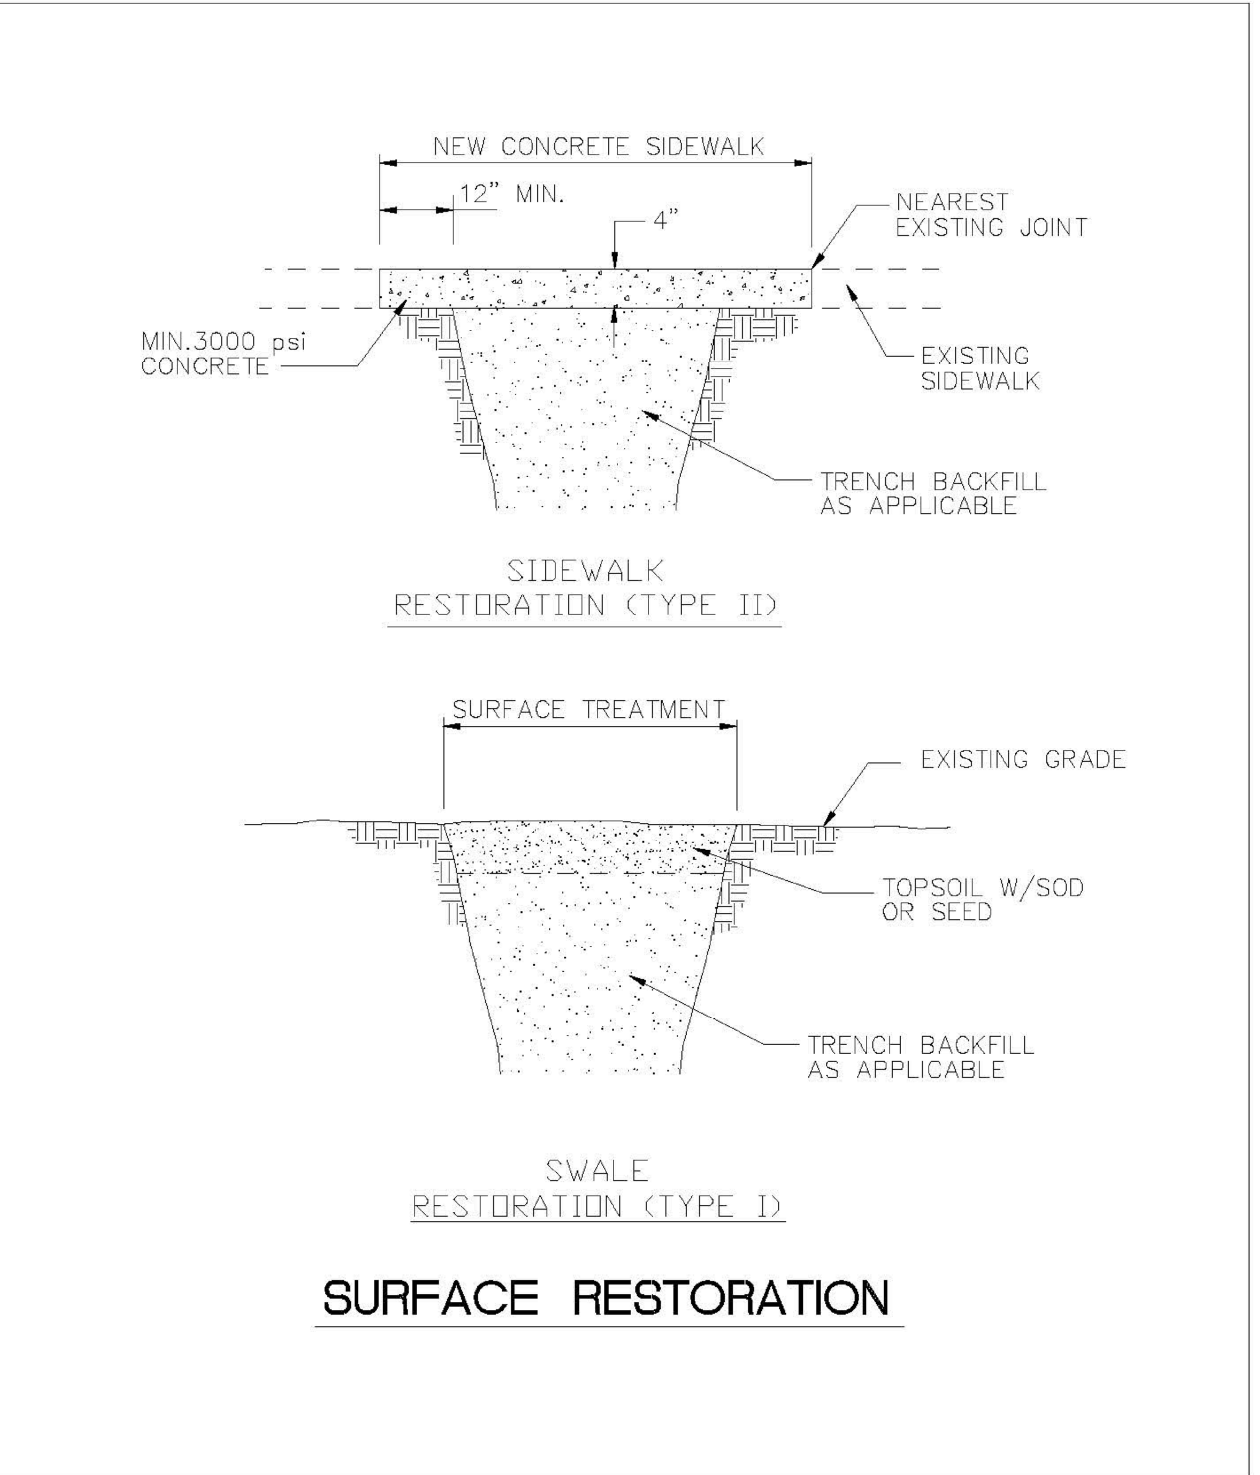 NEW CONCRETE SIDEWALK
12" MIN.
4"
NEAREST
EXISTING JOINT
MIN.3000 psi
CONCRETE
EXISTING
SIDEWALK
TRENCH BACKFILL
AS APPLICABLE
SIDEWALK
RESTORATION (TYPE II)
SURFACE TREATMENT
EXISTING GRADE
TOPSOIL W/SOD
OR SEED
TRENCH BACKFILL
AS APPLICABLE
SWALE
RESTORATION (TYPE I)
SURFACE RESTORATION